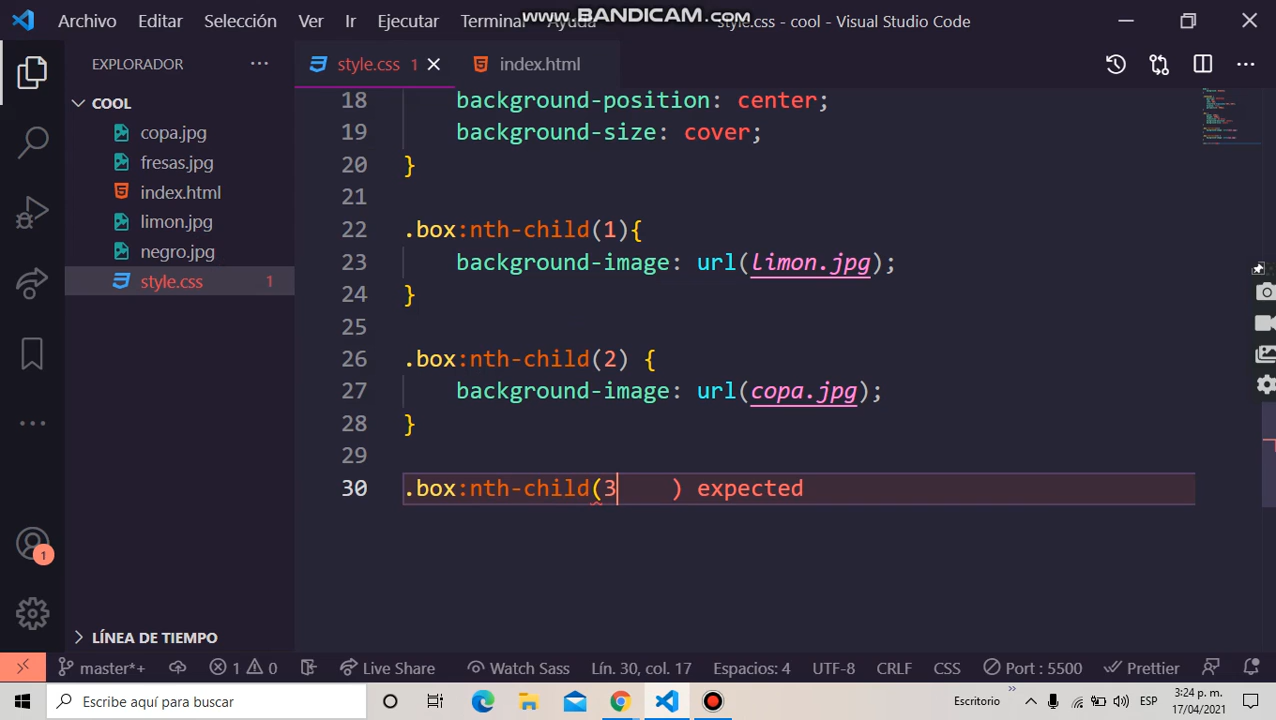 Archivo Editar Selección Ver Ir Ejecutar Terminal Ayuda style.css - cool - Visual Studio Code
www.BANDICAM.com
EXPLORADOR ...
style.css 1
index.html
COOL
copa.jpg
fresas.jpg
index.html
limon.jpg
negro.jpg
style.css 1
18 background-position: center;
19 background-size: cover;
20 }
21
22 .box:nth-child(1){
23 background-image: url(limon.jpg);
24 }
25
26 .box:nth-child(2) {
27 background-image: url(copa.jpg);
28 }
29
30 .box:nth-child(3 ) expected
1
LÍNEA DE TIEMPO
master*+ 1 0 Live Share Watch Sass Lín. 30, col. 17 Espacios: 4 UTF-8 CRLF CSS Port : 5500 Prettier
Escribe aquí para buscar
Escritorio
ESP
3:24 p. m.
17/04/2021